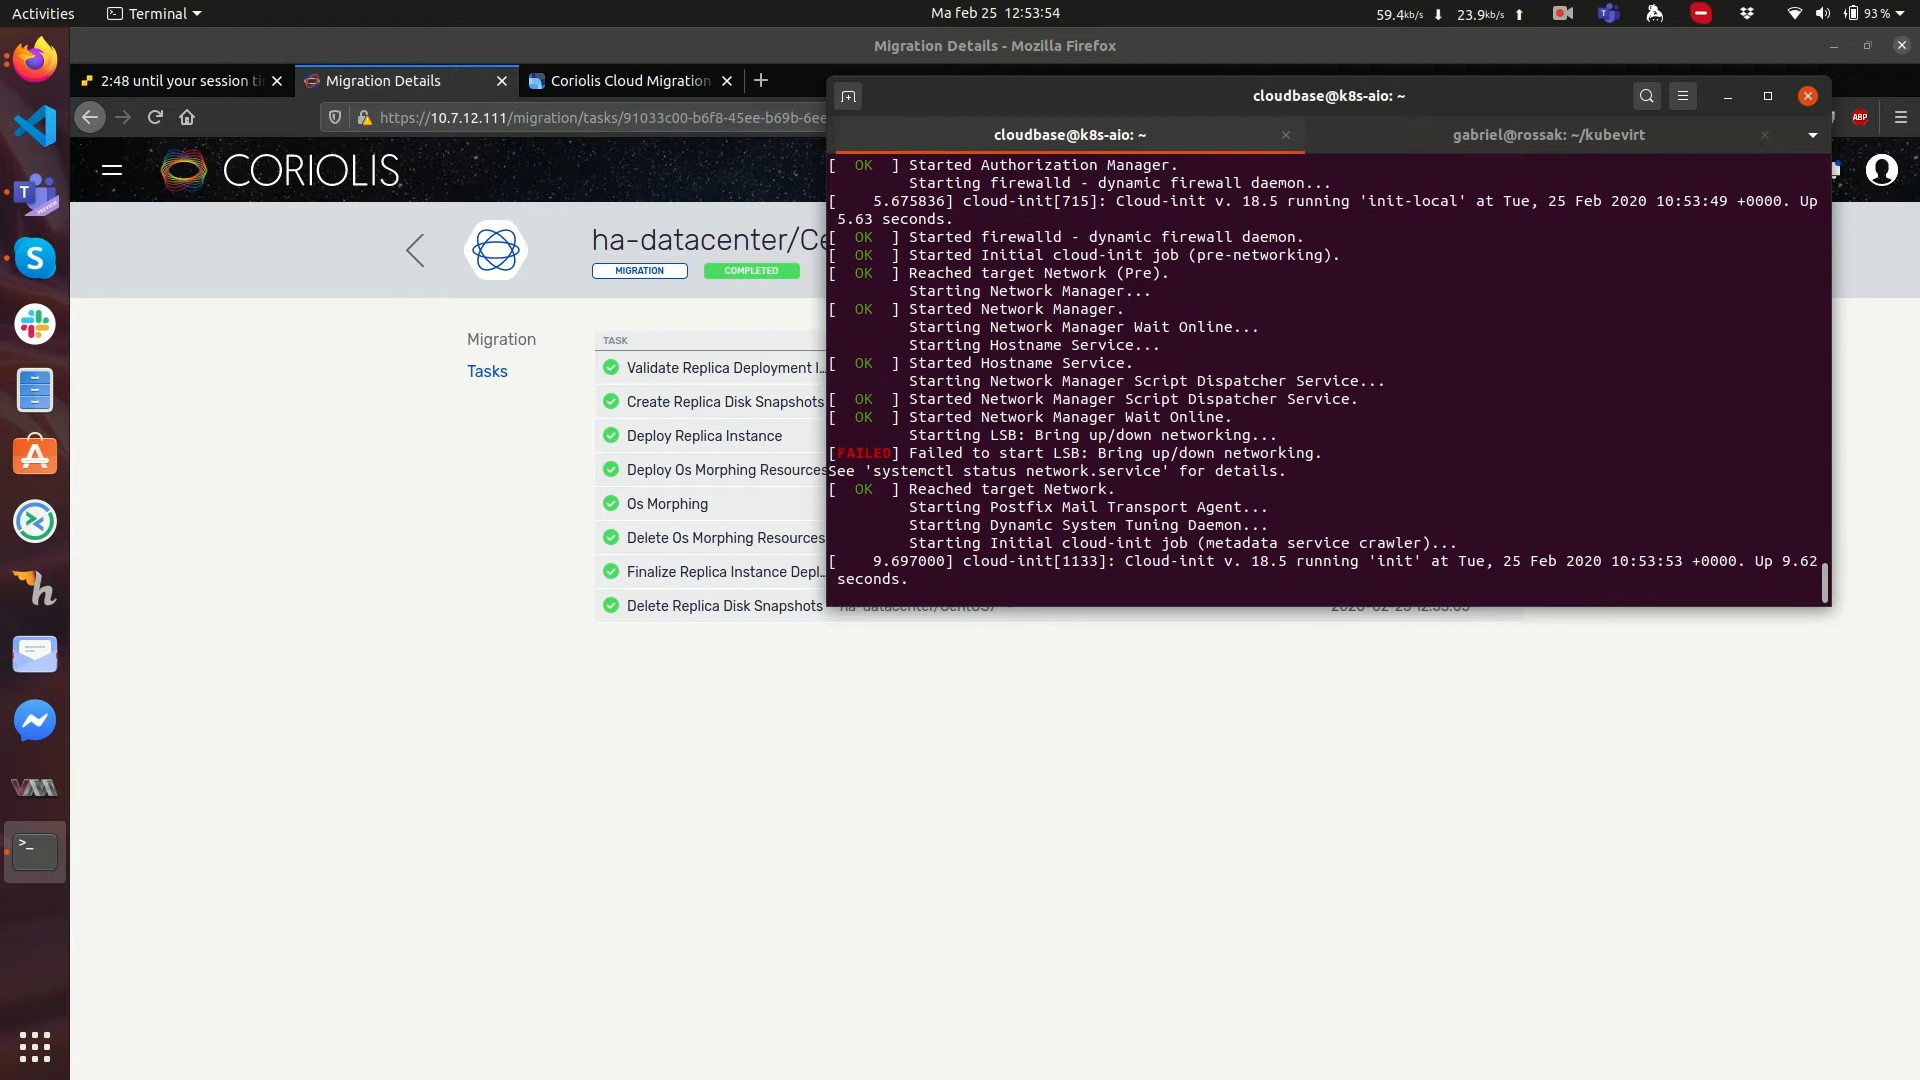 Activities
Terminal
Ma feb 25 12:53:54
59.4kb/s
23.9kb/s
93 %
Migration Details - Mozilla Firefox
2:48 until your session ti
Migration Details
Coriolis Cloud Migration
https://10.7.12.111/migration/tasks/91033c00-b6f8-45ee-b69b-6ee
ABP
CORIOLIS
ha-datacenter/Ce
MIGRATION
COMPLETED
Migration
Tasks
TASK
Validate Replica Deployment I...
Create Replica Disk Snapshots
Deploy Replica Instance
Deploy Os Morphing Resources
Os Morphing
Delete Os Morphing Resources
Finalize Replica Instance Depl...
Delete Replica Disk Snapshots
cloudbase@k8s-aio: ~
cloudbase@k8s-aio: ~
gabriel@rossak: ~/kubevirt
[  OK  ] Started Authorization Manager.
Starting firewalld - dynamic firewall daemon...
[    5.675836] cloud-init[715]: Cloud-init v. 18.5 running 'init-local' at Tue, 25 Feb 2020 10:53:49 +0000. Up
5.63 seconds.
[  OK  ] Started firewalld - dynamic firewall daemon.
[  OK  ] Started Initial cloud-init job (pre-networking).
[  OK  ] Reached target Network (Pre).
Starting Network Manager...
[  OK  ] Started Network Manager.
Starting Network Manager Wait Online...
Starting Hostname Service...
[  OK  ] Started Hostname Service.
Starting Network Manager Script Dispatcher Service...
[  OK  ] Started Network Manager Script Dispatcher Service.
[  OK  ] Started Network Manager Wait Online.
Starting LSB: Bring up/down networking...
[FAILED] Failed to start LSB: Bring up/down networking.
See 'systemctl status network.service' for details.
[  OK  ] Reached target Network.
Starting Postfix Mail Transport Agent...
Starting Dynamic System Tuning Daemon...
Starting Initial cloud-init job (metadata service crawler)...
[    9.697000] cloud-init[1133]: Cloud-init v. 18.5 running 'init' at Tue, 25 Feb 2020 10:53:53 +0000. Up 9.62
seconds.